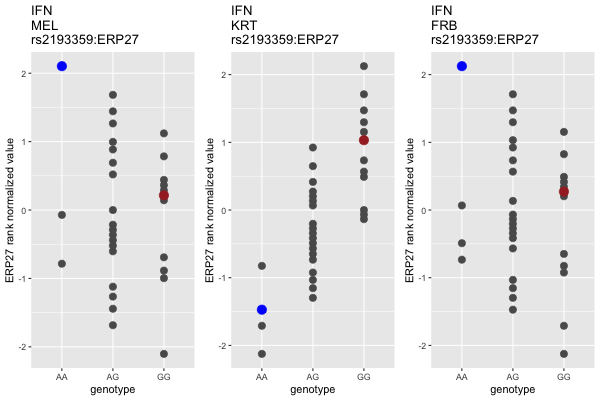 IFN
MEL
rs2193359:ERP27
ERP27 rank normalized value
2
1
0
-1
-2
AA
AG
GG
genotype
IFN
KRT
rs2193359:ERP27
ERP27 rank normalized value
2
1
0
-1
-2
AA
AG
GG
genotype
IFN
FRB
rs2193359:ERP27
ERP27 rank normalized value
2
1
0
-1
-2
AA
AG
GG
genotype